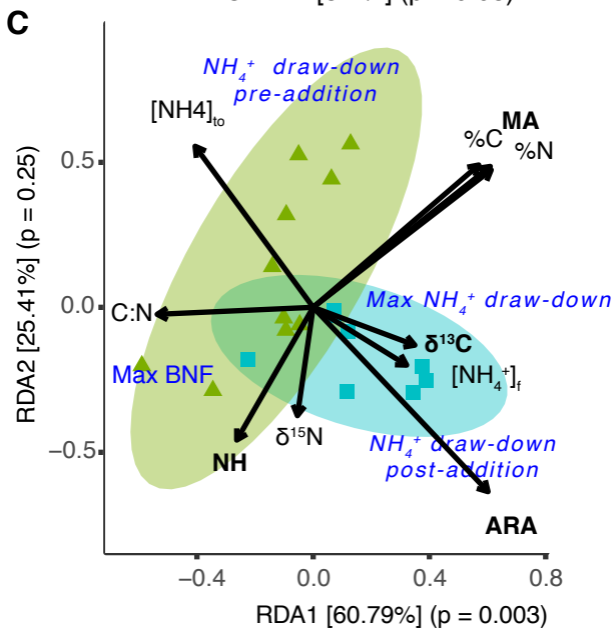 C
NH₄⁺ draw-down
pre-addition
[NH4]to
MA
%C
%N
0.5
0.0
−0.5
C:N
Max NH₄⁺ draw-down
δ¹³C
[NH₄⁺]f
Max BNF
δ¹⁵N
NH
NH₄⁺ draw-down
post-addition
ARA
−0.4
0.0
0.4
0.8
RDA1 [60.79%] (p = 0.003)
RDA2 [25.41%] (p = 0.25)